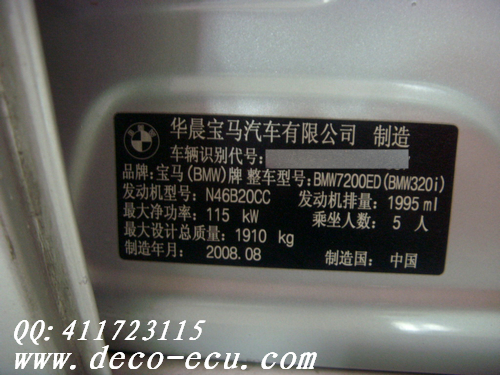 BMW
华晨宝马汽车有限公司 制造
车辆识别代号:
品牌: 宝马(BMW)牌 整车型号: BMW7200ED(BMW320i)
发动机型号: N46B20CC 发动机排量: 1995 ml
最大净功率: 115 kW 乘坐人数: 5 人
最大设计总质量: 1910 kg
制造年月: 2008.08 制造国: 中国
QQ: 411723115
www.deco-ecu.com